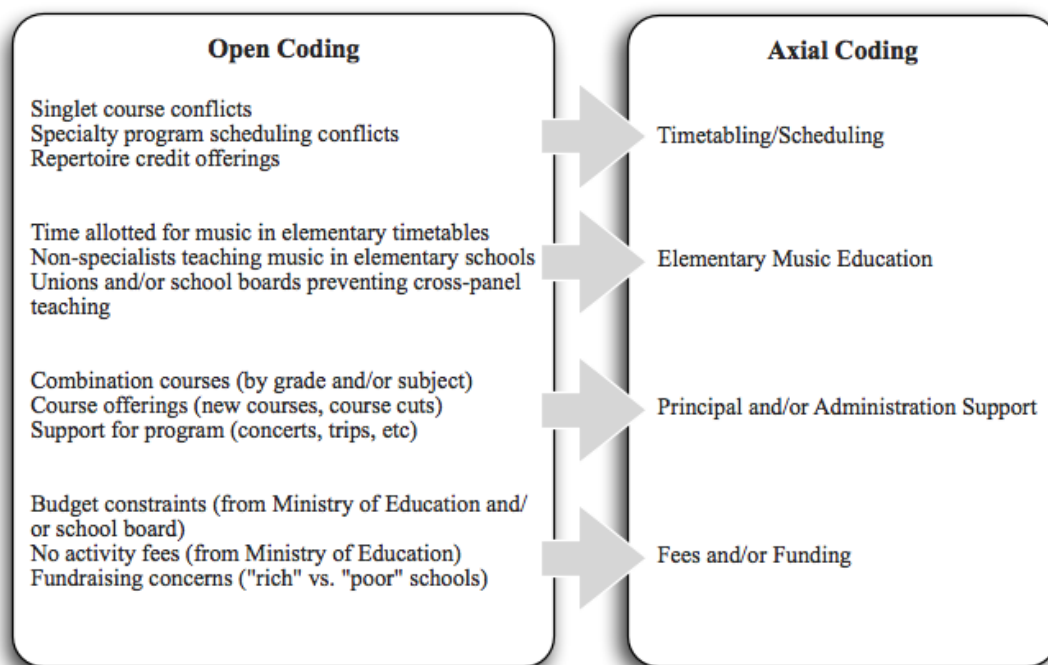 Open Coding
Singlet course conflicts
Specialty program scheduling conflicts
Repertoire credit offerings
Time allotted for music in elementary timetables
Non-specialists teaching music in elementary schools
Unions and/or school boards preventing cross-panel
teaching
Combination courses (by grade and/or subject)
Course offerings (new courses, course cuts)
Support for program (concerts, trips, etc)
Budget constraints (from Ministry of Education and/
or school board)
No activity fees (from Ministry of Education)
Fundraising concerns ("rich" vs. "poor" schools)
Axial Coding
Timetabling/Scheduling
Elementary Music Education
Principal and/or Administration Support
Fees and/or Funding